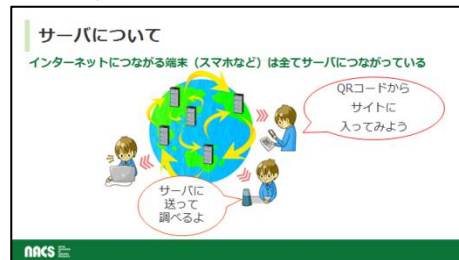 サーバについて
インターネットにつながる端末（スマホなど）は全てサーバにつながっている
QRコードから
サイトに
入ってみよう
サーバに
送って
調べるよ
NACS